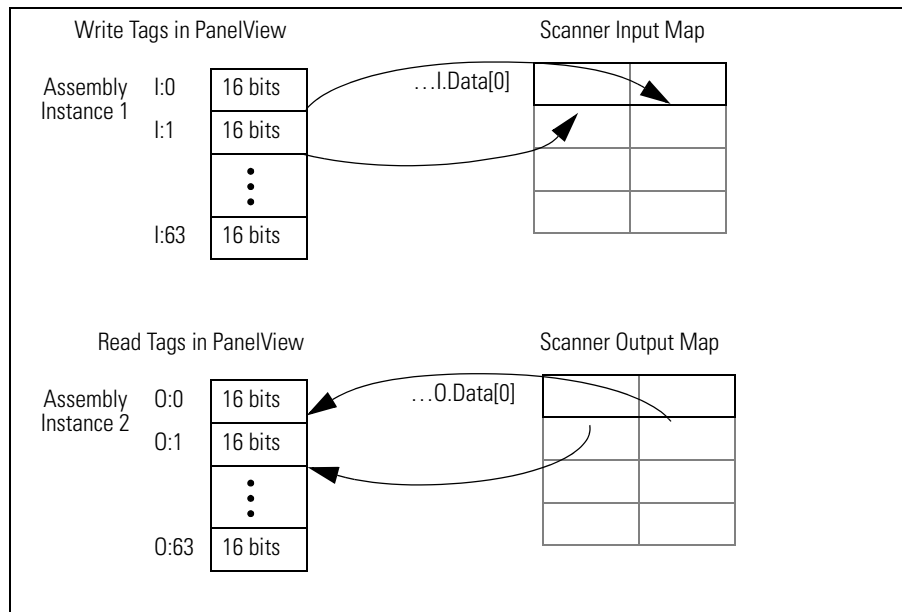 Write Tags in PanelView
Scanner Input Map
Assembly
Instance 1
I:0
16 bits
…I.Data[0]
I:1
16 bits
I:63
16 bits
Read Tags in PanelView
Scanner Output Map
Assembly
Instance 2
O:0
16 bits
…O.Data[0]
O:1
16 bits
O:63
16 bits